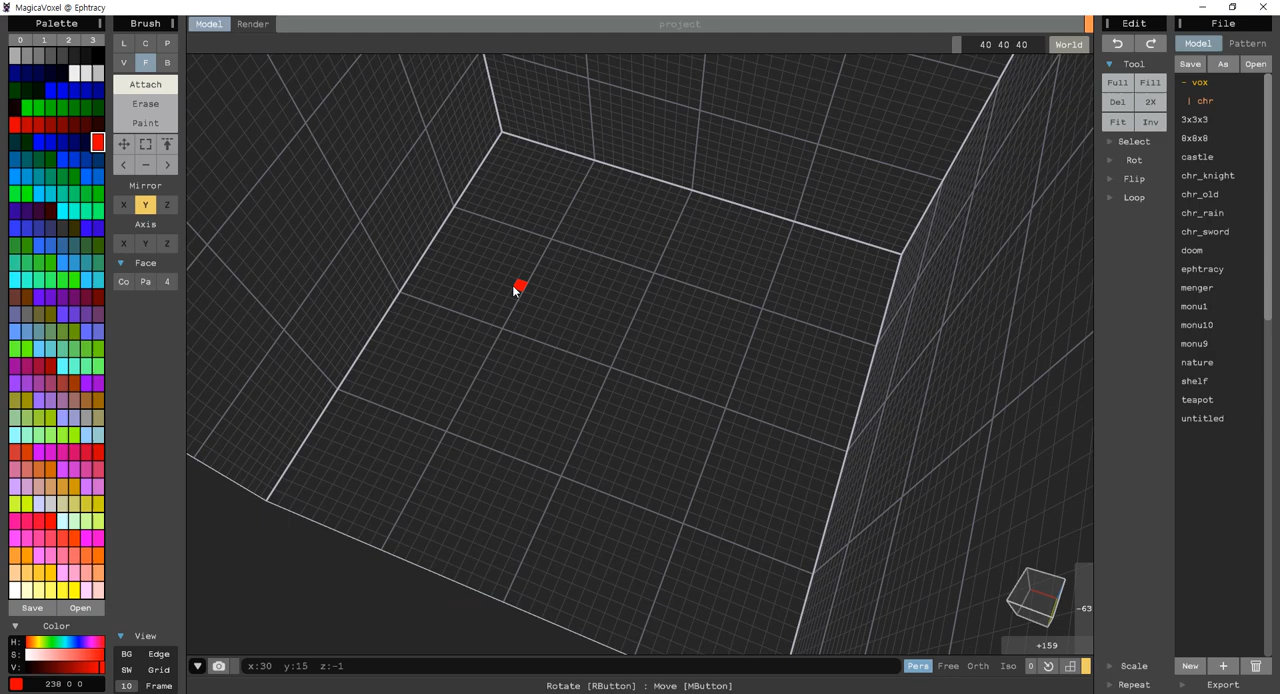 MagicaVoxel @ Ephtracy
Palette
Brush
Model Render
project
Edit
File
0 1 2 3
L C P
V F B
40 40 40
World
Model Pattern
Tool
Save As Open
Attach
Erase
Paint
Full Fill
Del 2X
Fit Inv
Select
Rot
Flip
Loop
- vox
| chr
3x3x3
8x8x8
castle
chr_knight
chr_old
chr_rain
chr_sword
doom
ephtracy
menger
monu1
monu10
monu9
nature
shelf
teapot
untitled
< - >
Mirror
X Y Z
Axis
X Y Z
Face
Co Pa 4
Save Open
Color
H:
S:
V:
238 0 0
View
BG Edge
SW Grid
10 Frame
-63
+159
x:30 y:15 z:-1
Pers Free Orth Iso 0
Scale
Repeat
New +
Export
Rotate [RButton] : Move [MButton]